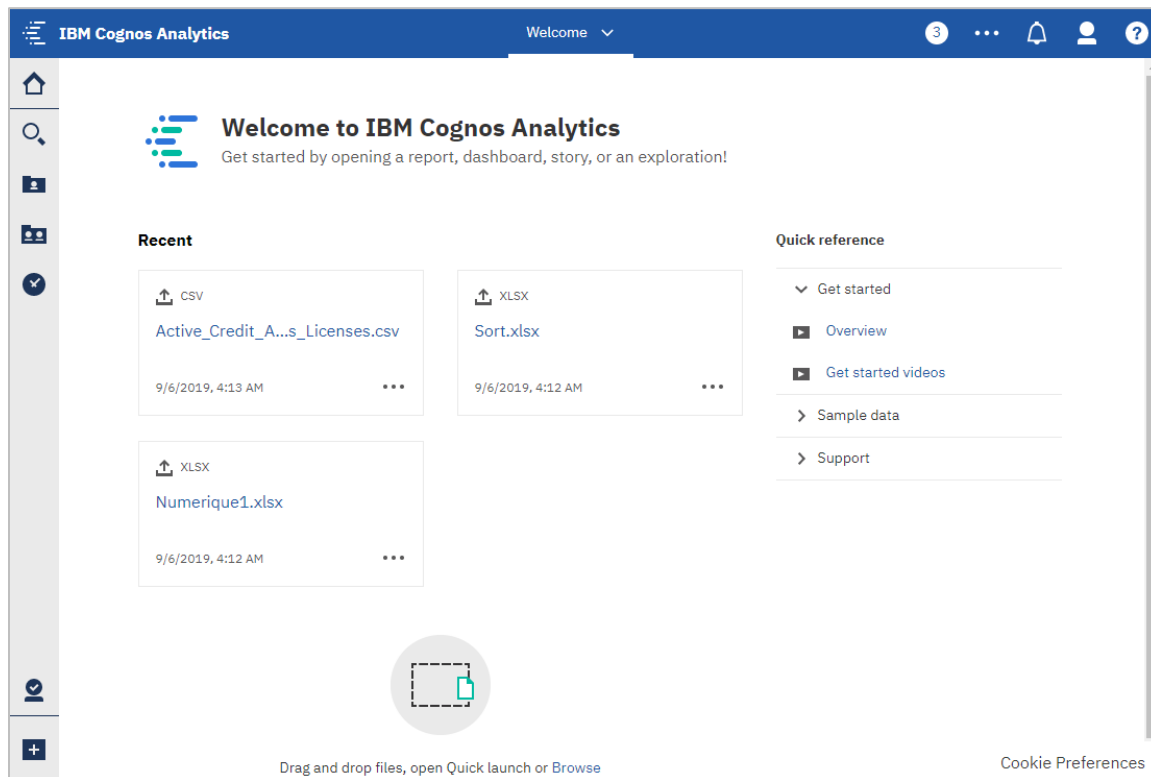 IBM Cognos Analytics
Welcome
3
?
Welcome to IBM Cognos Analytics
Get started by opening a report, dashboard, story, or an exploration!
Recent
Quick reference
CSV
Active_Credit_A...s_Licenses.csv
9/6/2019, 4:13 AM
XLSX
Sort.xlsx
9/6/2019, 4:12 AM
Get started
Overview
Get started videos
Sample data
Support
XLSX
Numerique1.xlsx
9/6/2019, 4:12 AM
Drag and drop files, open Quick launch or Browse
Cookie Preferences